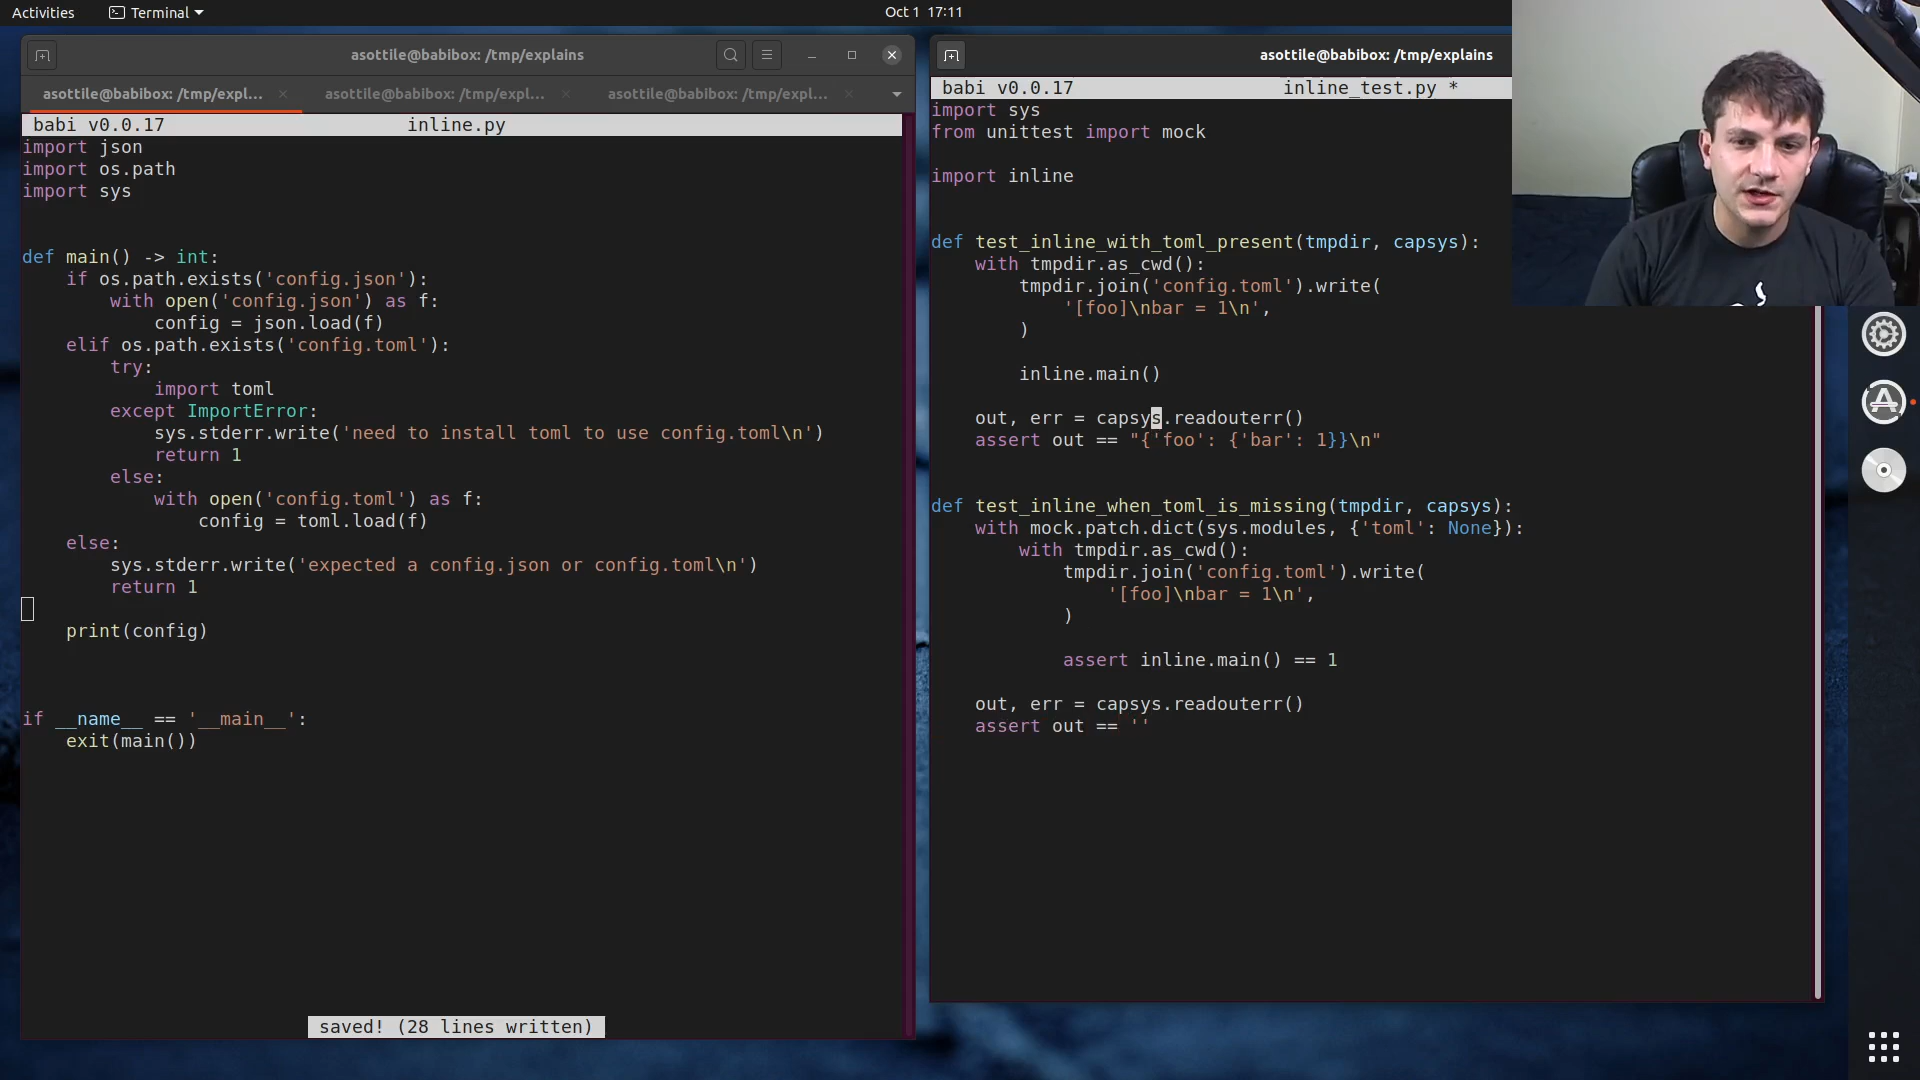 Activities
Terminal
Oct 1 17:11
asottile@babibox: /tmp/explains
asottile@babibox: /tmp/expl...
asottile@babibox: /tmp/expl...
asottile@babibox: /tmp/expl...
babi v0.0.17 inline.py
import json
import os.path
import sys
def main() -> int:
    if os.path.exists('config.json'):
        with open('config.json') as f:
            config = json.load(f)
    elif os.path.exists('config.toml'):
        try:
            import toml
        except ImportError:
            sys.stderr.write('need to install toml to use config.toml\n')
            return 1
        else:
            with open('config.toml') as f:
                config = toml.load(f)
    else:
        sys.stderr.write('expected a config.json or config.toml\n')
        return 1
    print(config)
if __name__ == '__main__':
    exit(main())
saved! (28 lines written)
asottile@babibox: /tmp/explains
babi v0.0.17 inline_test.py *
import sys
from unittest import mock
import inline
def test_inline_with_toml_present(tmpdir, capsys):
    with tmpdir.as_cwd():
        tmpdir.join('config.toml').write(
            '[foo]\nbar = 1\n',
        )
        inline.main()
    out, err = capsys.readouterr()
    assert out == "{'foo': {'bar': 1}}\n"
def test_inline_when_toml_is_missing(tmpdir, capsys):
    with mock.patch.dict(sys.modules, {'toml': None}):
        with tmpdir.as_cwd():
            tmpdir.join('config.toml').write(
                '[foo]\nbar = 1\n',
            )
            assert inline.main() == 1
    out, err = capsys.readouterr()
    assert out == ''